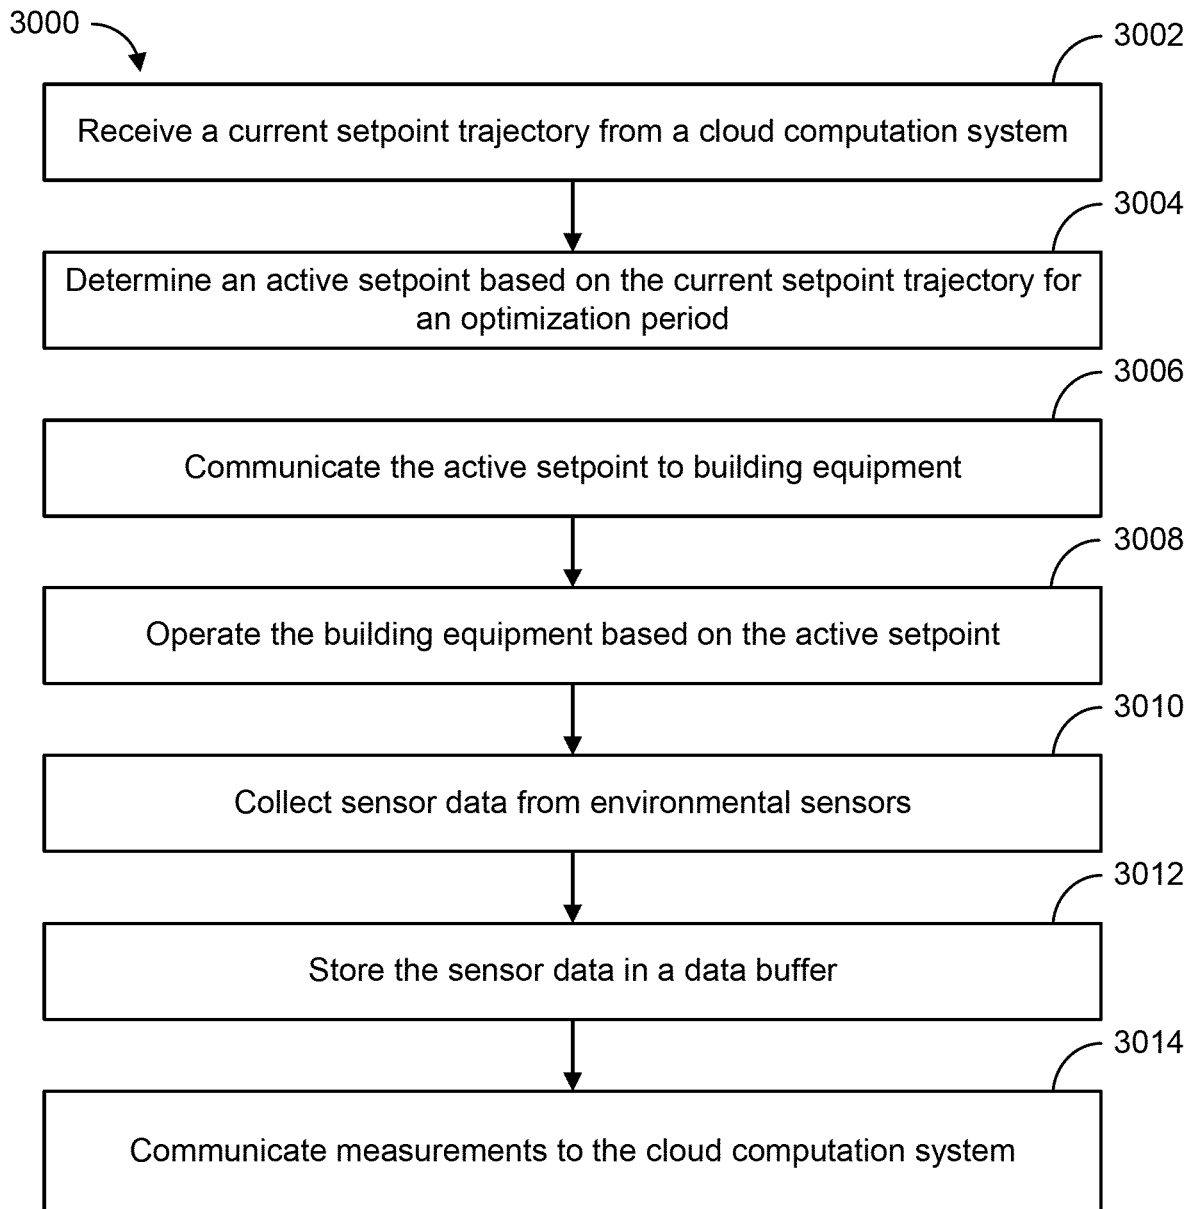 3000
3002
Receive a current setpoint trajectory from a cloud computation system
3004
Determine an active setpoint based on the current setpoint trajectory for
an optimization period
3006
Communicate the active setpoint to building equipment
3008
Operate the building equipment based on the active setpoint
3010
Collect sensor data from environmental sensors
3012
Store the sensor data in a data buffer
3014
Communicate measurements to the cloud computation system